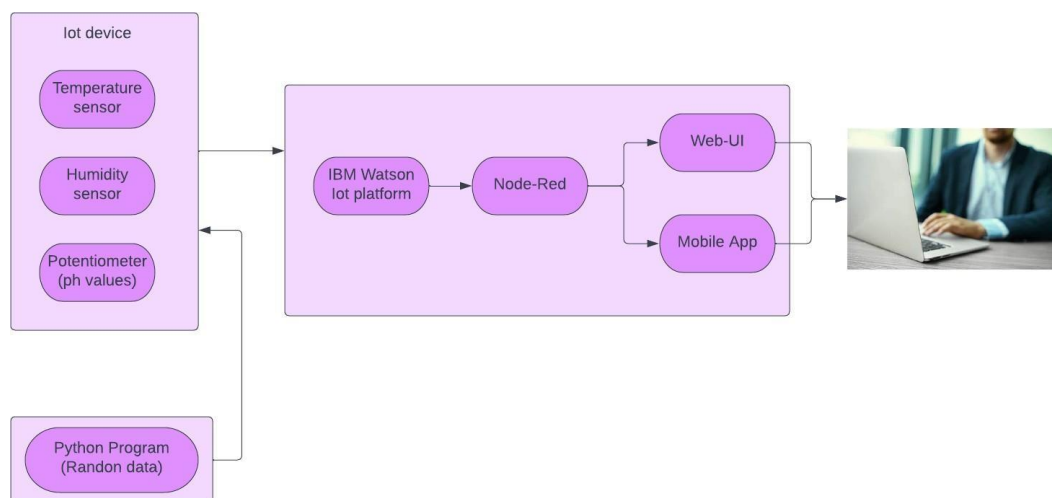 Iot device
Temperature
sensor
Humidity
sensor
Potentiometer
(ph values)
IBM Watson
Iot platform
Node-Red
Web-UI
Mobile App
Python Program
(Randon data)